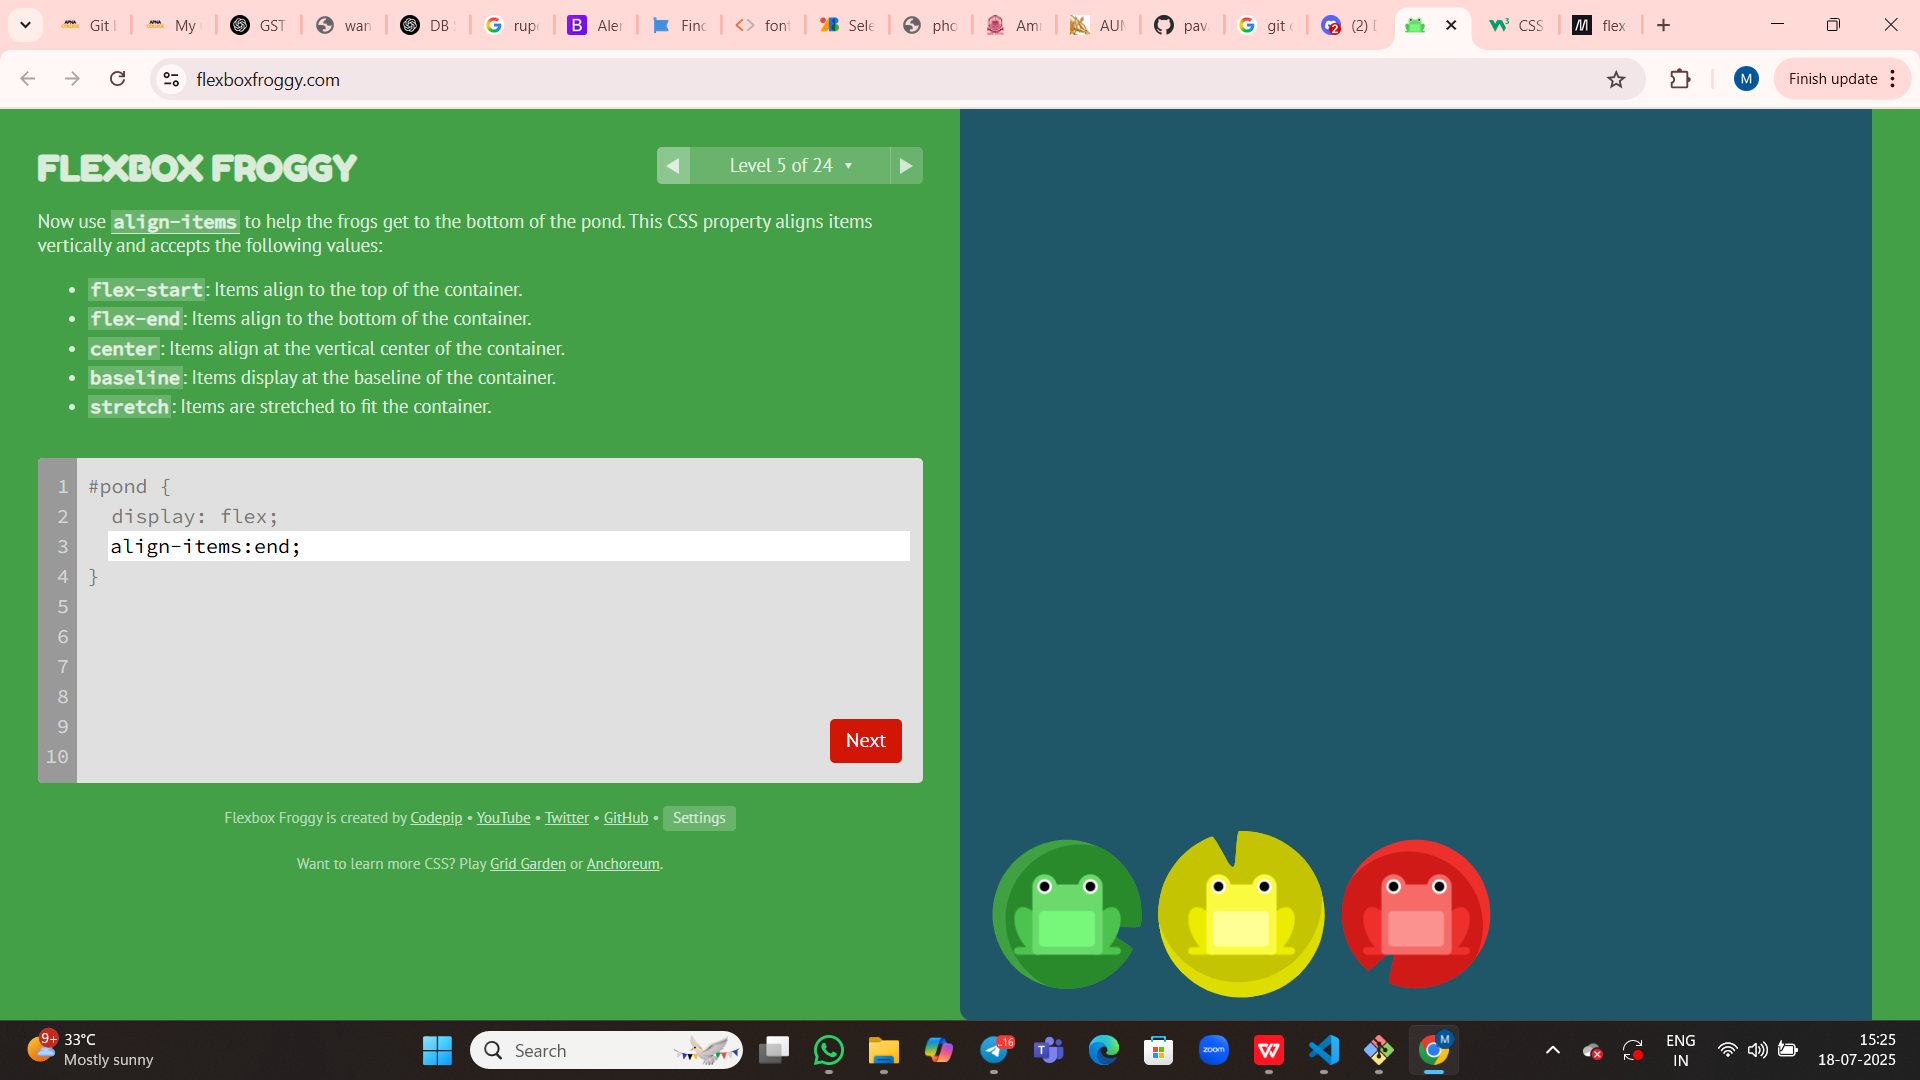 Git
My
GST
wan
DB
rup
B
Aler
Finc
font
Sele
pho
Am
AUM
pav
git
2
(2)
CSS
M
flex
flexboxfroggy.com
M
Finish update
FLEXBOX FROGGY
Level 5 of 24
Now use align-items to help the frogs get to the bottom of the pond. This CSS property aligns items
vertically and accepts the following values:
• flex-start: Items align to the top of the container.
• flex-end: Items align to the bottom of the container.
• center: Items align at the vertical center of the container.
• baseline: Items display at the baseline of the container.
• stretch: Items are stretched to fit the container.
1 #pond {
2 display: flex;
3 align-items:end;
4 }
5
6
7
8
9
10
Next
Flexbox Froggy is created by Codepip • YouTube • Twitter • GitHub • Settings
Want to learn more CSS? Play Grid Garden or Anchoreum.
9+
33°C
Mostly sunny
Search
..16
zoom
W
M
ENG
IN
15:25
18-07-2025